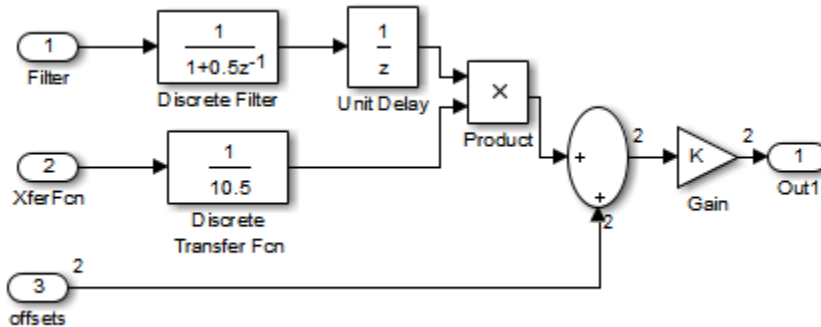 1
Filter
1
1+0.5z-1
Discrete Filter
1
z
Unit Delay
×
Product
2
XferFcn
1
10.5
Discrete
Transfer Fcn
+
+
2
2
K
Gain
2
1
Out1
3
offsets
2